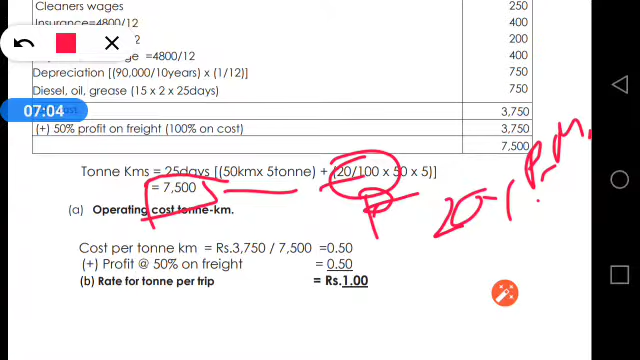 Cleaners wages 250
Insurance=4800/12 400
2 200
ge =4800/12 400
Depreciation [(90,000/10years) x (1/12)] 750
Diesel, oil, grease (15 x 2 x 25days) 750
07:04
3,750
(+) 50% profit on freight (100% on cost) 3,750
7,500
Tonne Kms = 25days [(50kmx 5tonne) + (20/100 x 50 x 5)]
= 7,500
(a) Operating cost tonne-km.
Cost per tonne km = Rs.3,750 / 7,500 =0.50
(+) Profit @ 50% on freight = 0.50
(b) Rate for tonne per trip = Rs.1.00